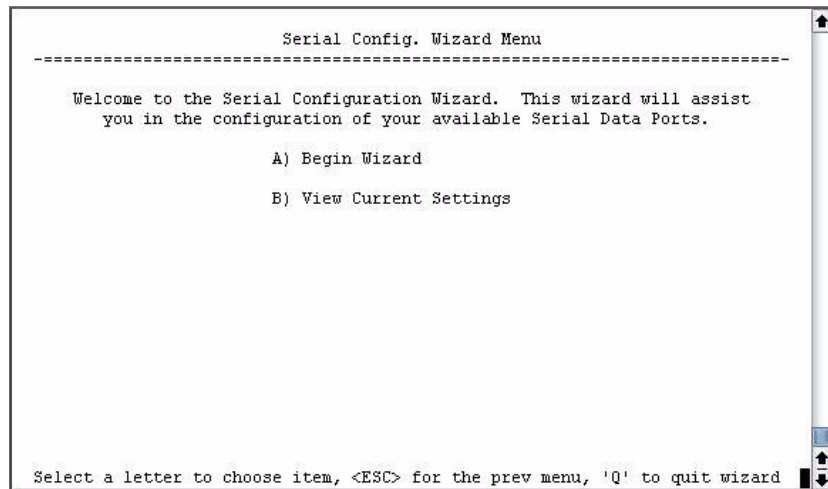 Serial Config. Wizard Menu
-==============================================================================-
Welcome to the Serial Configuration Wizard. This wizard will assist
you in the configuration of your available Serial Data Ports.
A) Begin Wizard
B) View Current Settings
Select a letter to choose item, <ESC> for the prev menu, 'Q' to quit wizard